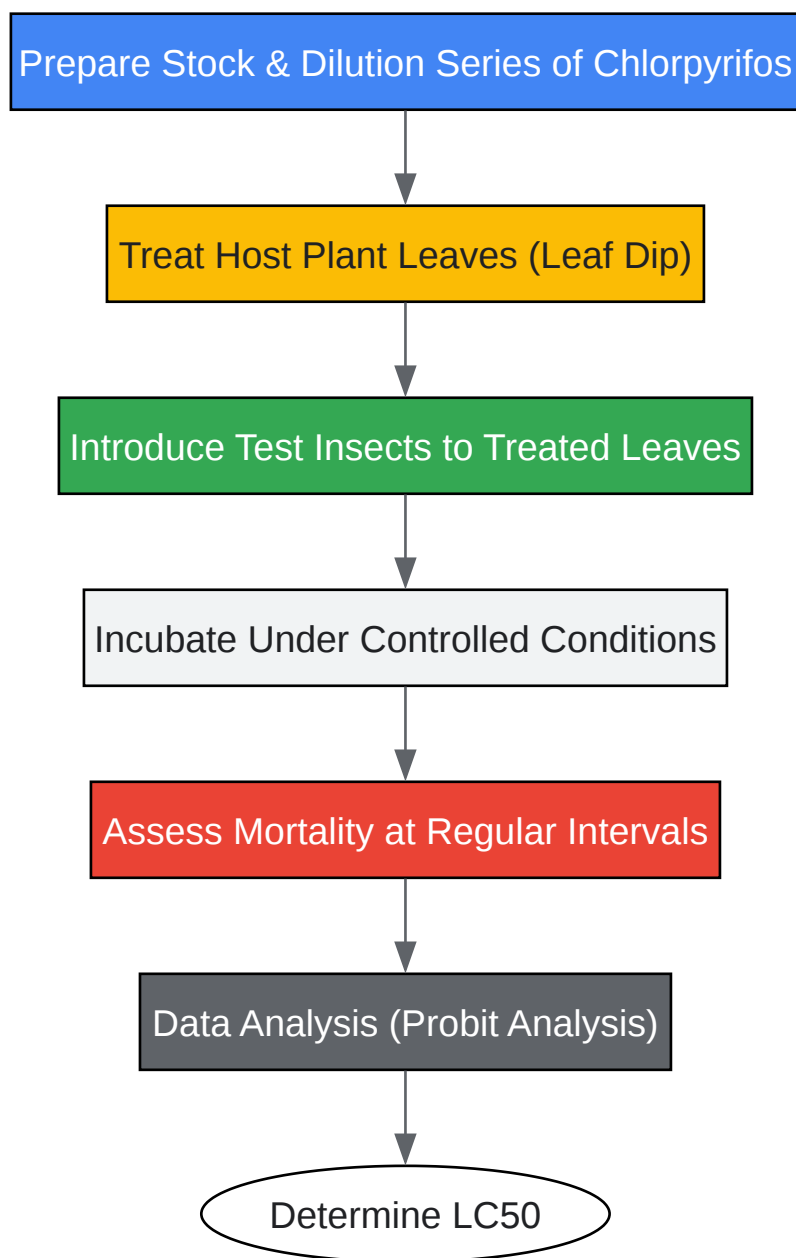 Prepare Stock & Dilution Series of Chlorpyrifos
Treat Host Plant Leaves (Leaf Dip)
Introduce Test Insects to Treated Leaves
Incubate Under Controlled Conditions
Assess Mortality at Regular Intervals
Data Analysis (Probit Analysis)
Determine LC50